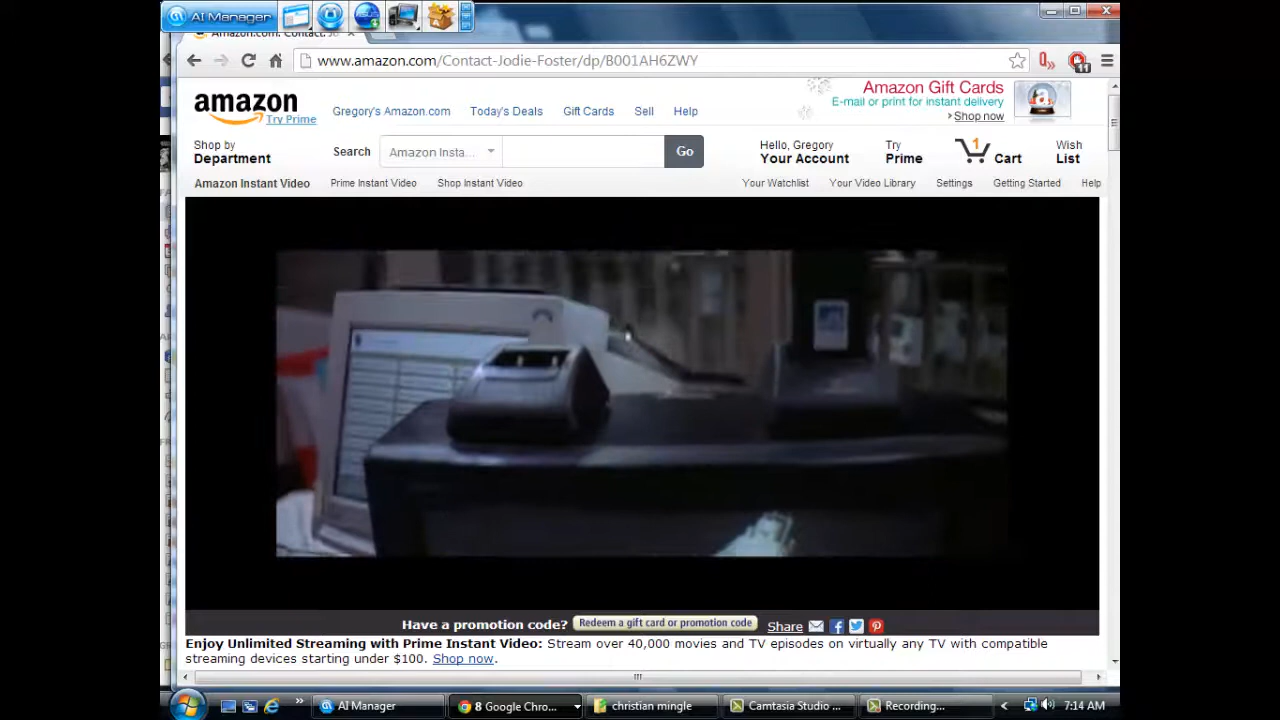 AI Manager
Amazon.com: Contact: Jo
www.amazon.com/Contact-Jodie-Foster/dp/B001AH6ZWY
11
amazon
Try Prime
Gregory's Amazon.com
Today's Deals
Gift Cards
Sell
Help
Amazon Gift Cards
E-mail or print for instant delivery
Shop now
Shop by
Department
Search
Amazon Insta...
Go
Hello, Gregory
Your Account
Try
Prime
1
Cart
Wish
List
Amazon Instant Video
Prime Instant Video
Shop Instant Video
Your Watchlist
Your Video Library
Settings
Getting Started
Help
Have a promotion code?
Redeem a gift card or promotion code
Share
Enjoy Unlimited Streaming with Prime Instant Video: Stream over 40,000 movies and TV episodes on virtually any TV with compatible
streaming devices starting under $100. Shop now.
AI Manager
8 Google Chro...
christian mingle
Camtasia Studio ...
Recording...
7:14 AM